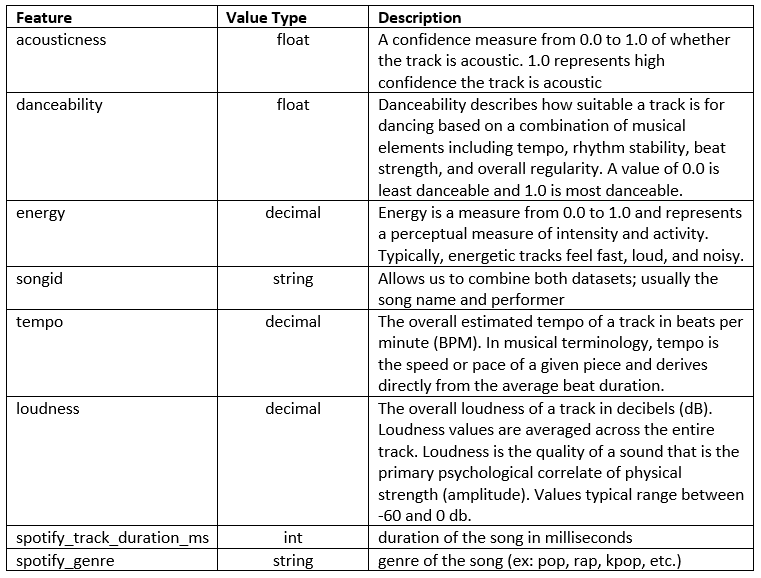 Feature Value Type Description
acousticness float A confidence measure from 0.0 to 1.0 of whether
the track is acoustic. 1.0 represents high
confidence the track is acoustic
danceability float Danceability describes how suitable a track is for
dancing based on a combination of musical
elements including tempo, rhythm stability, beat
strength, and overall regularity. A value of 0.0 is
least danceable and 1.0 is most danceable.
energy decimal Energy is a measure from 0.0 to 1.0 and represents
a perceptual measure of intensity and activity.
Typically, energetic tracks feel fast, loud, and noisy.
songid string Allows us to combine both datasets; usually the
song name and performer
tempo decimal The overall estimated tempo of a track in beats per
minute (BPM). In musical terminology, tempo is
the speed or pace of a given piece and derives
directly from the average beat duration.
loudness decimal The overall loudness of a track in decibels (dB).
Loudness values are averaged across the entire
track. Loudness is the quality of a sound that is the
primary psychological correlate of physical
strength (amplitude). Values typical range between
-60 and 0 db.
spotify_track_duration_ms int duration of the song in milliseconds
spotify_genre string genre of the song (ex: pop, rap, kpop, etc.)